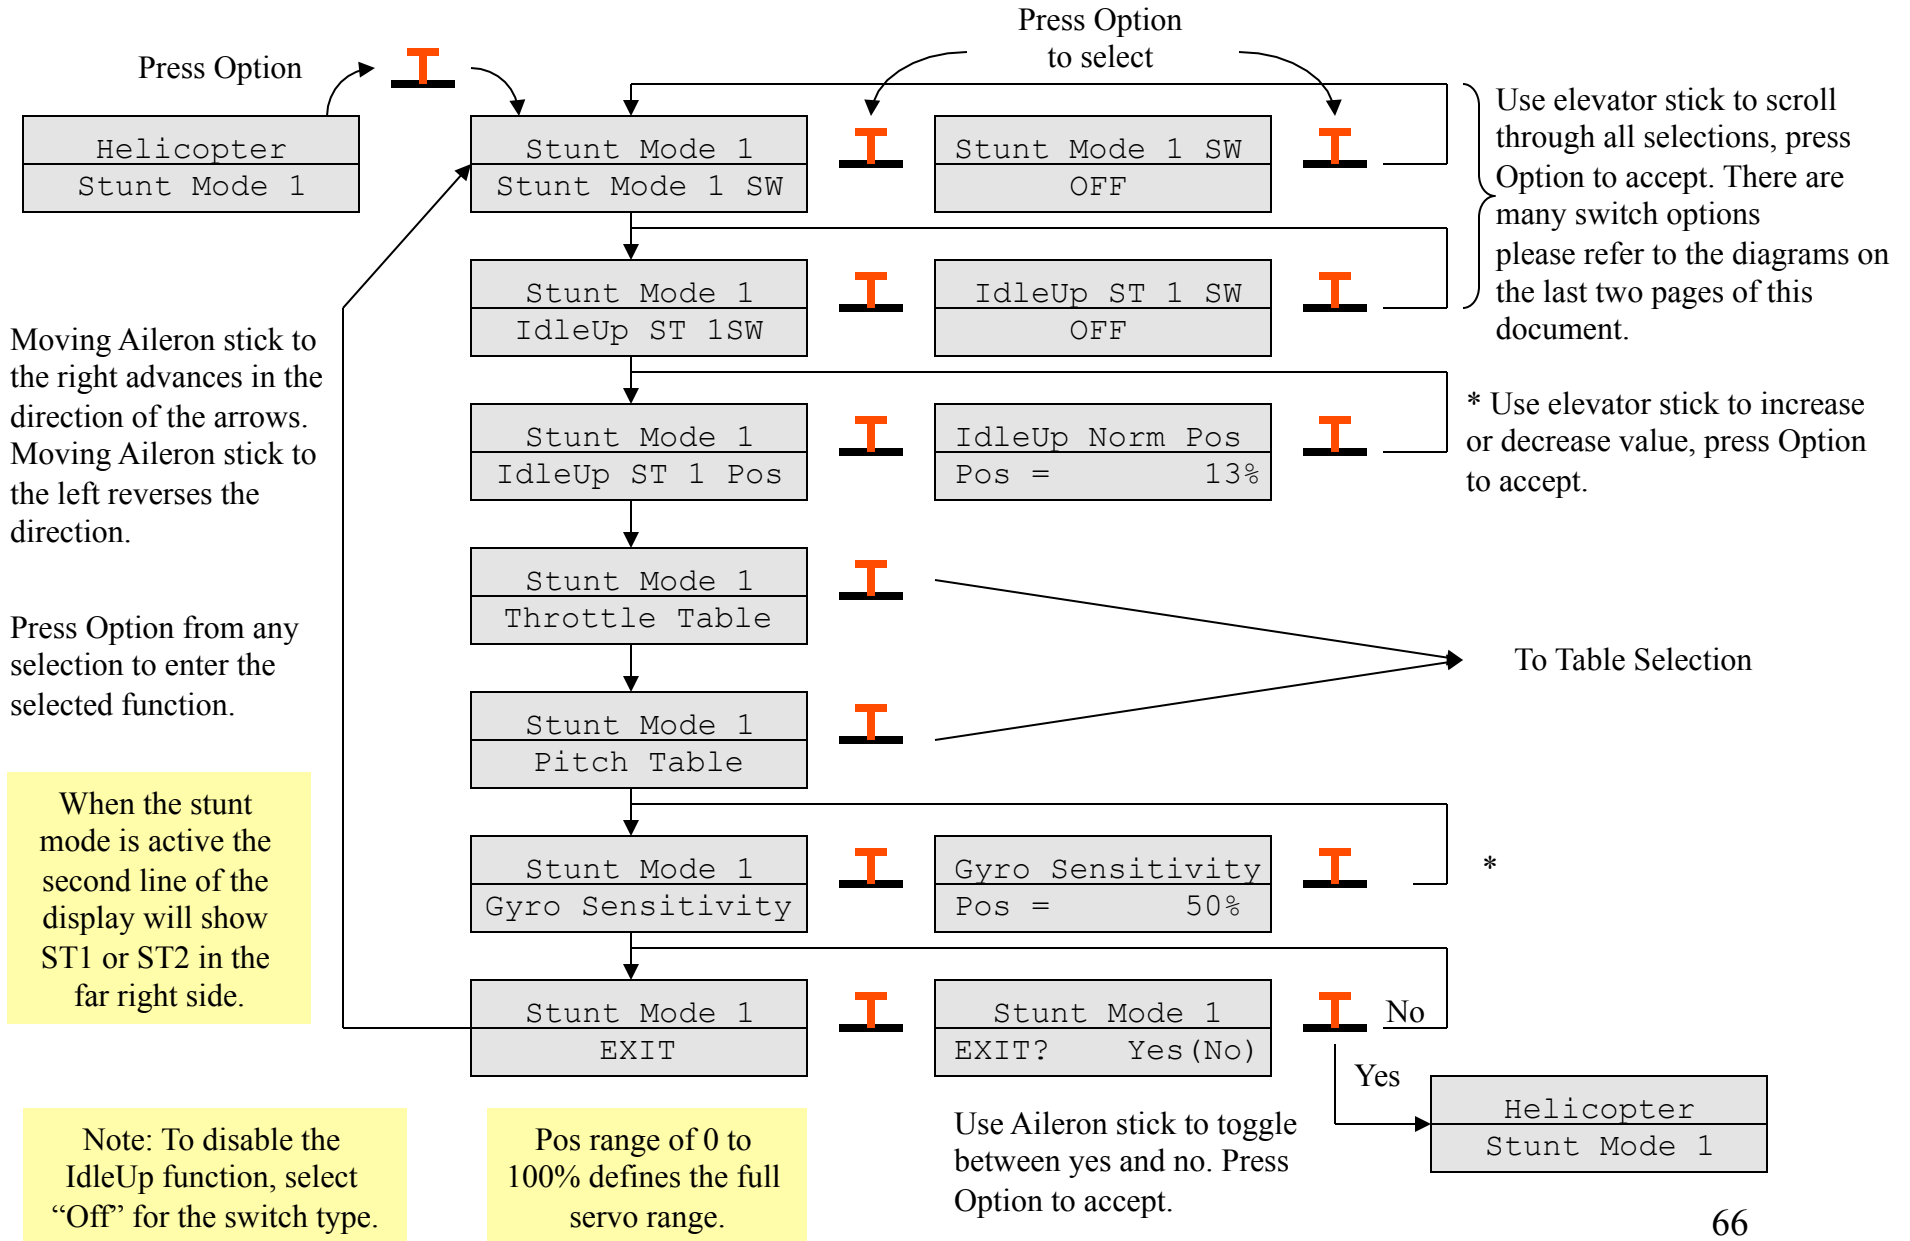 Press Option
to select
Press Option
Helicopter
Stunt Mode 1
Stunt Mode 1
Stunt Mode 1 SW
Stunt Mode 1 SW
OFF
Use elevator stick to scroll
through all selections, press
Option to accept. There are
many switch options
please refer to the diagrams on
the last two pages of this
document.
Stunt Mode 1
IdleUp ST 1SW
IdleUp ST 1 SW
OFF
Moving Aileron stick to
the right advances in the
direction of the arrows.
Moving Aileron stick to
the left reverses the
direction.
Stunt Mode 1
IdleUp ST 1 Pos
IdleUp Norm Pos
Pos = 13%
* Use elevator stick to increase
or decrease value, press Option
to accept.
Stunt Mode 1
Throttle Table
To Table Selection
Press Option from any
selection to enter the
selected function.
Stunt Mode 1
Pitch Table
When the stunt
mode is active the
second line of the
display will show
ST1 or ST2 in the
far right side.
Stunt Mode 1
Gyro Sensitivity
Gyro Sensitivity
Pos = 50%
*
Stunt Mode 1
EXIT
Stunt Mode 1
EXIT? Yes(No)
No
Yes
Helicopter
Stunt Mode 1
Note: To disable the
IdleUp function, select
“Off” for the switch type.
Pos range of 0 to
100% defines the full
servo range.
Use Aileron stick to toggle
between yes and no. Press
Option to accept.
66